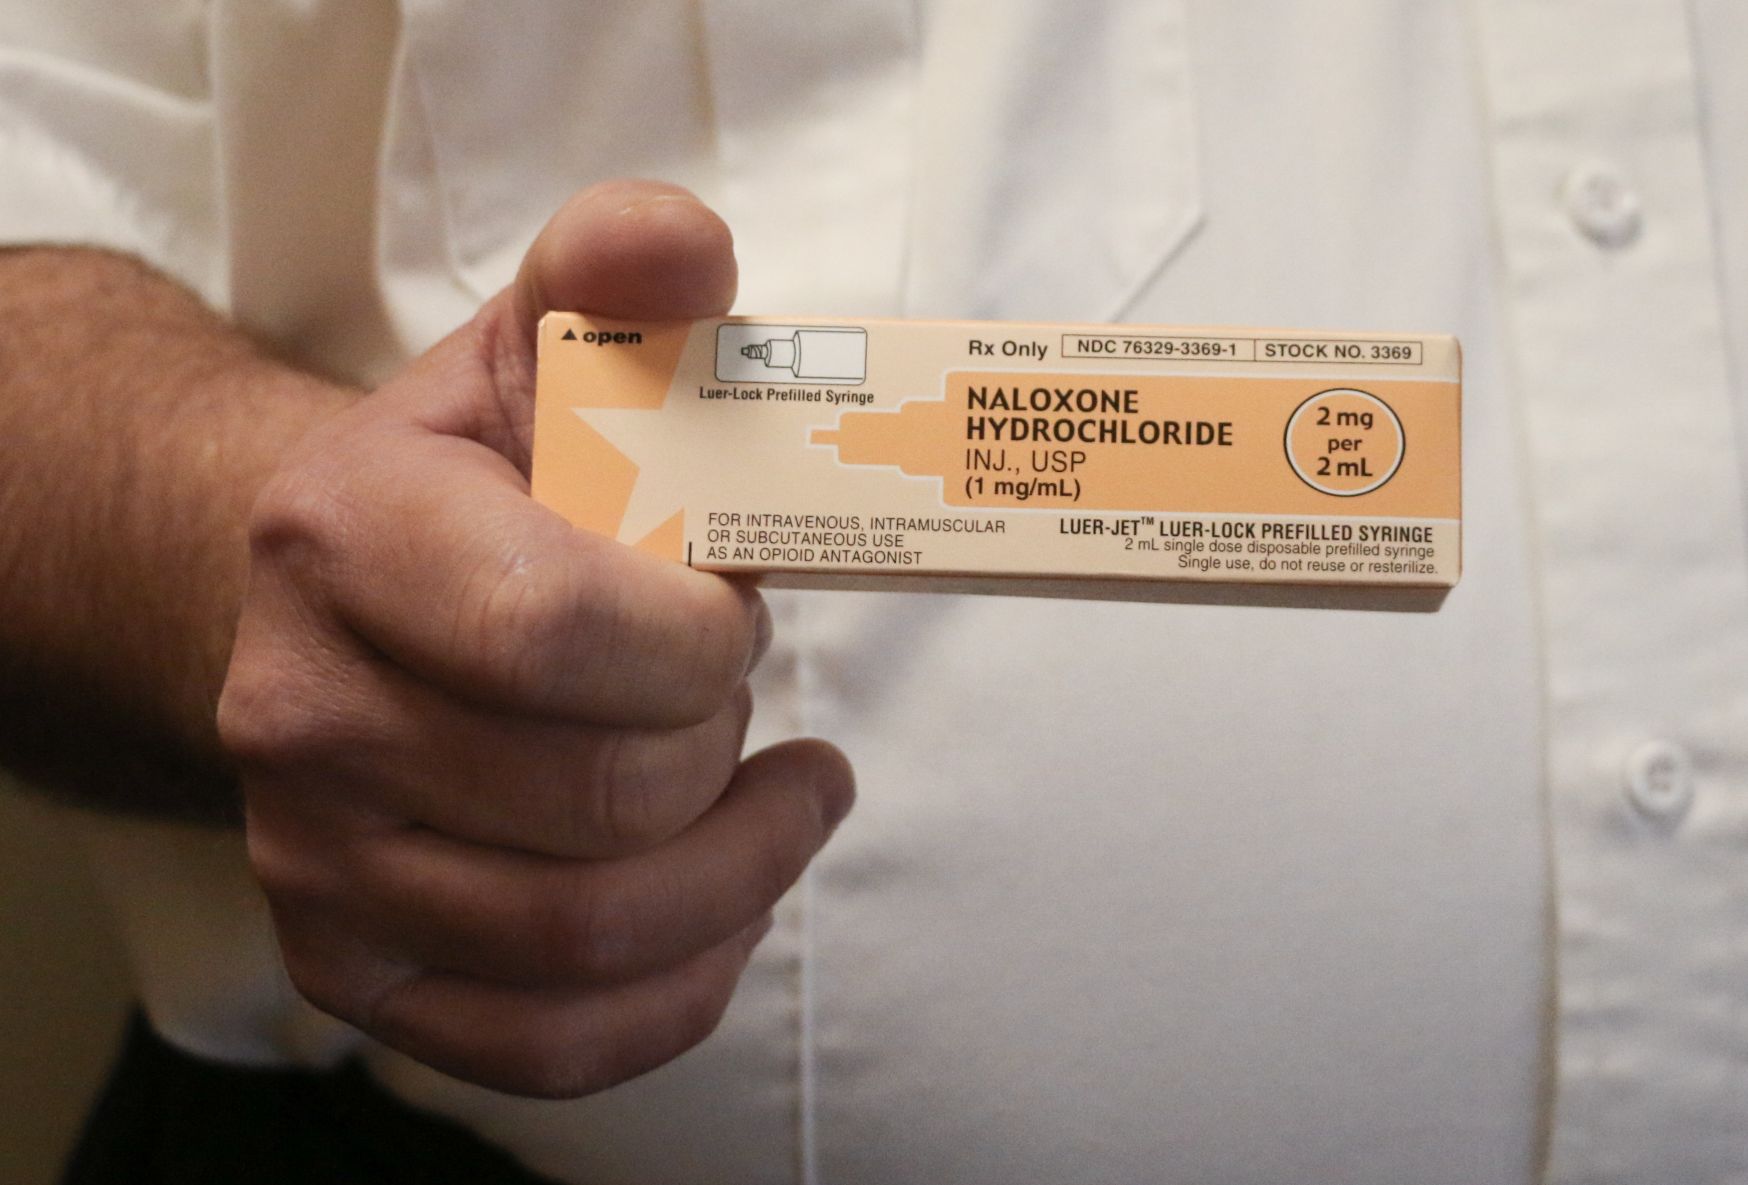 ▲ open
Luer-Lock Prefilled Syringe
Rx Only NDC 76329-3369-1 STOCK NO. 3369
NALOXONE
HYDROCHLORIDE
INJ., USP
(1 mg/mL)
2 mg
per
2 mL
FOR INTRAVENOUS, INTRAMUSCULAR
OR SUBCUTANEOUS USE
AS AN OPIOID ANTAGONIST
LUER-JET™ LUER-LOCK PREFILLED SYRINGE
2 mL single dose disposable prefilled syringe
Single use, do not reuse or resterilize.